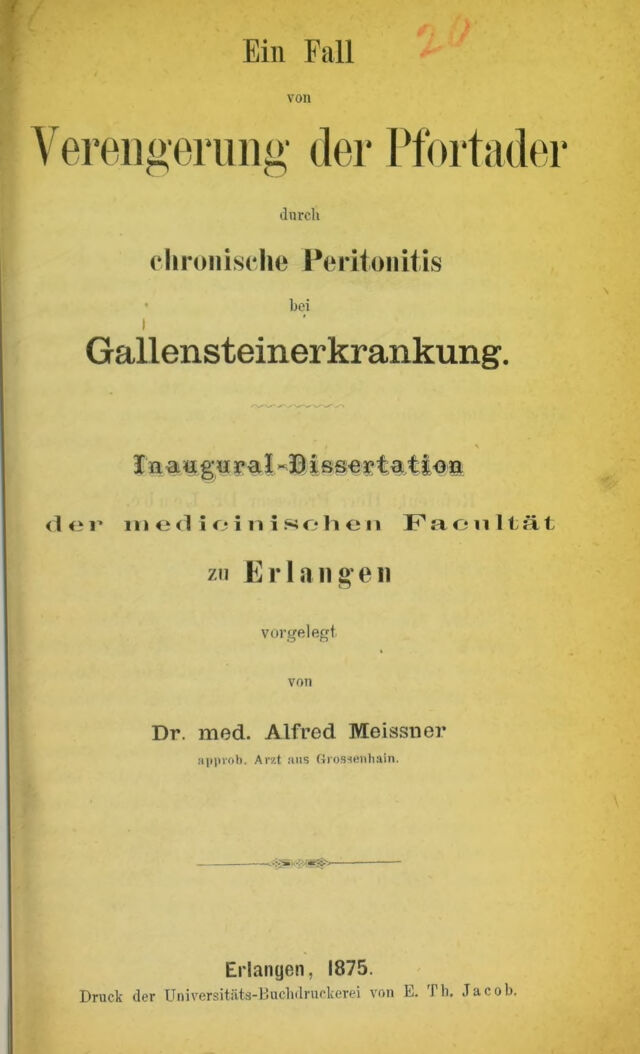 20
Ein Fall
von
Verengerung der Pfortader
durch
chronische Peritonitis
bei
Gallensteinerkrankung.
Inaugural-Dissertation
der medicinischen Facultät
zu Erlangen
vorgelegt
von
Dr. med. Alfred Meissner
approb. Arzt aus Grossenhain.
Erlangen, 1875.
Druck der Universitäts-Buchdruckerei von E. Th. Jacob.